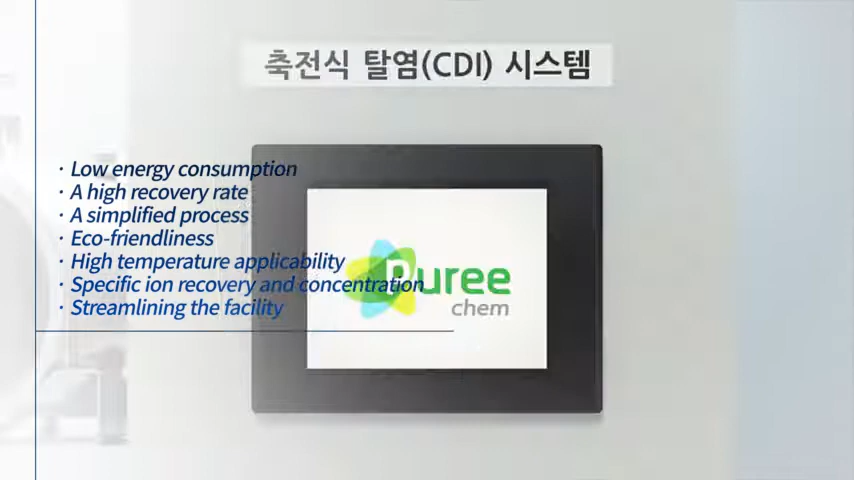 축전식 탈염(CDI) 시스템
· Low energy consumption
· A high recovery rate
· A simplified process
· Eco-friendliness
· High temperature applicability
· Specific ion recovery and concentration
· Streamlining the facility
Puree
chem